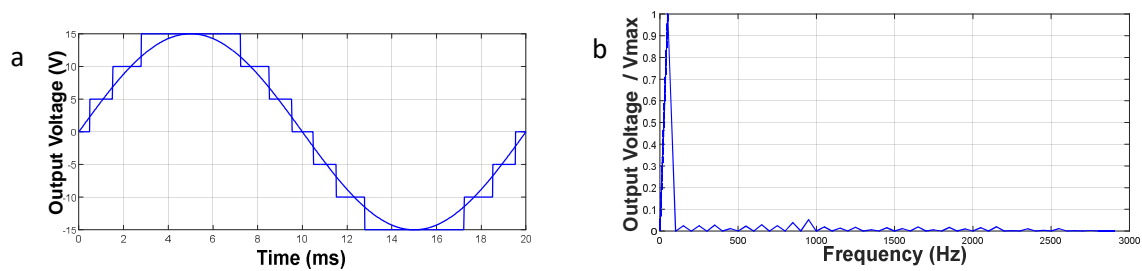 a
Output Voltage (V)
15
10
5
0
-5
-10
-15
0 2 4 6 8 10 12 14 16 18 20
Time (ms)
b
Output Voltage / Vmax
1
0.9
0.8
0.7
0.6
0.5
0.4
0.3
0.2
0.1
0
0 500 1000 1500 2000 2500 3000
Frequency (Hz)